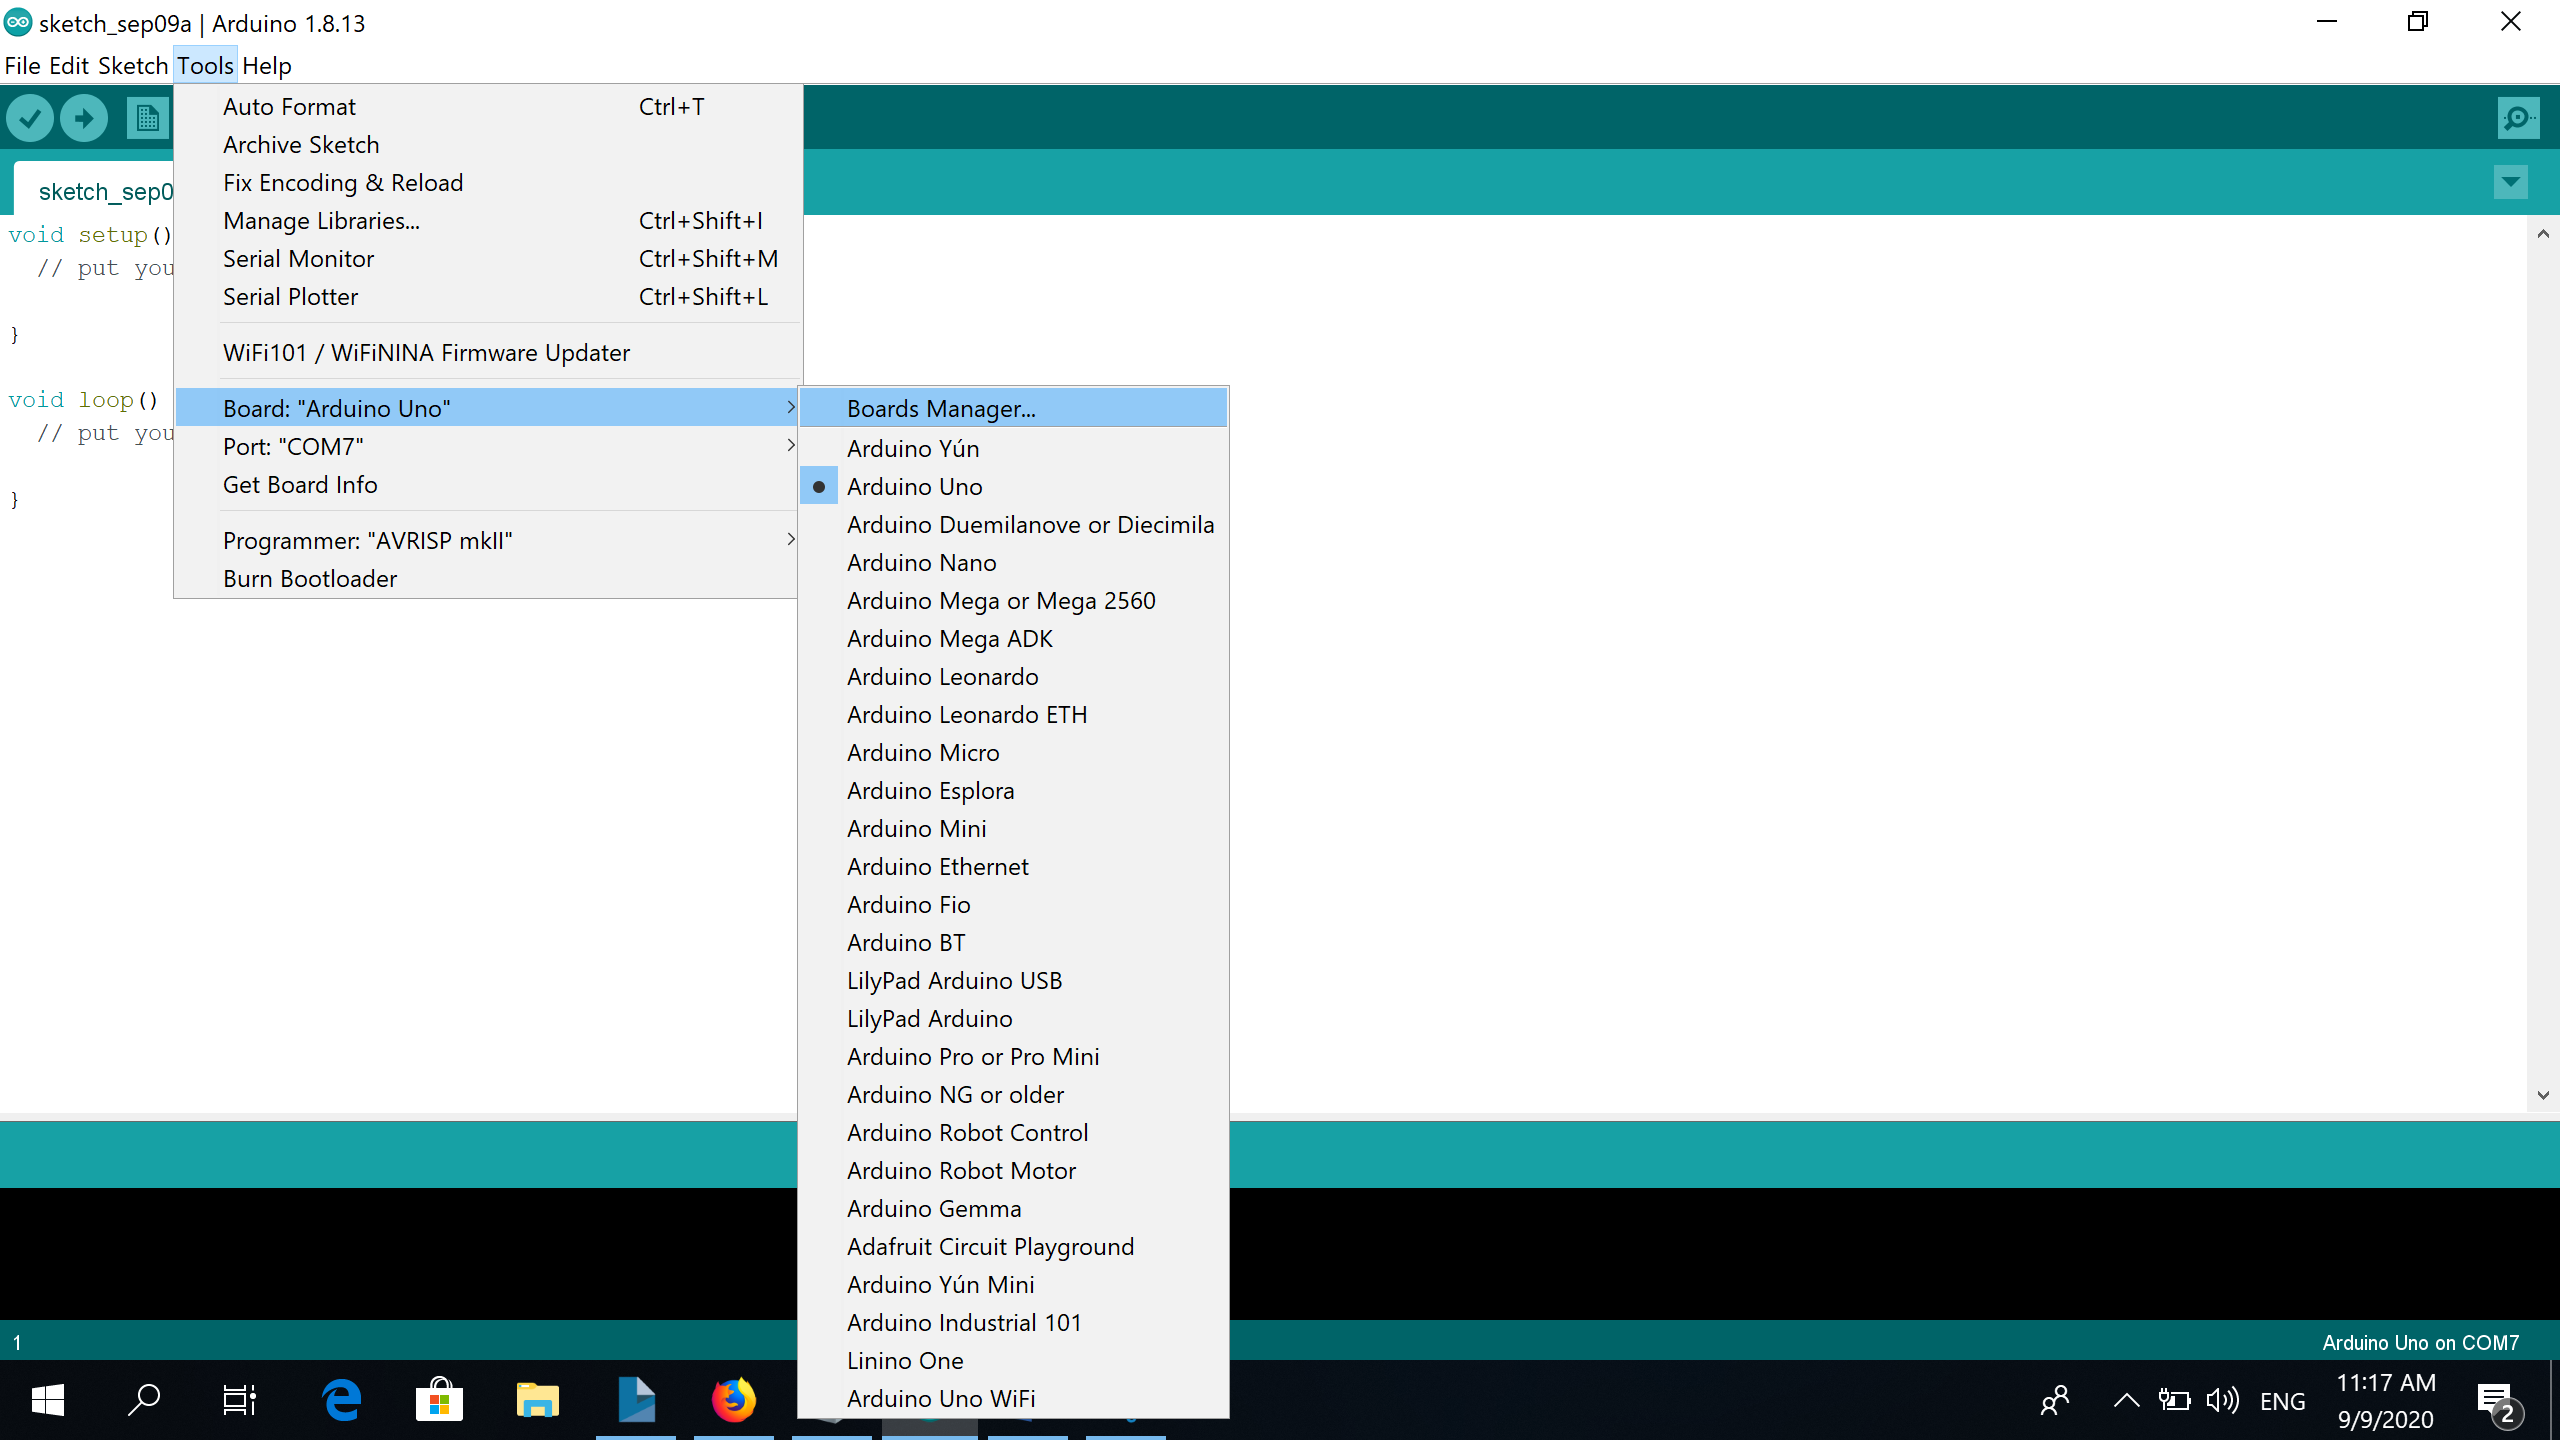 sketch_sep09a | Arduino 1.8.13
File Edit Sketch Tools Help
Auto Format Ctrl+T
Archive Sketch
Fix Encoding & Reload
Manage Libraries... Ctrl+Shift+I
Serial Monitor Ctrl+Shift+M
Serial Plotter Ctrl+Shift+L
WiFi101 / WiFiNINA Firmware Updater
Board: "Arduino Uno"
Port: "COM7"
Get Board Info
Programmer: "AVRISP mkII"
Burn Bootloader
sketch_sep0
void setup()
// put you
}
void loop()
// put you
}
Boards Manager...
Arduino Yún
Arduino Uno
Arduino Duemilanove or Diecimila
Arduino Nano
Arduino Mega or Mega 2560
Arduino Mega ADK
Arduino Leonardo
Arduino Leonardo ETH
Arduino Micro
Arduino Esplora
Arduino Mini
Arduino Ethernet
Arduino Fio
Arduino BT
LilyPad Arduino USB
LilyPad Arduino
Arduino Pro or Pro Mini
Arduino NG or older
Arduino Robot Control
Arduino Robot Motor
Arduino Gemma
Adafruit Circuit Playground
Arduino Yún Mini
Arduino Industrial 101
Linino One
Arduino Uno WiFi
1
Arduino Uno on COM7
ENG
11:17 AM
9/9/2020
2